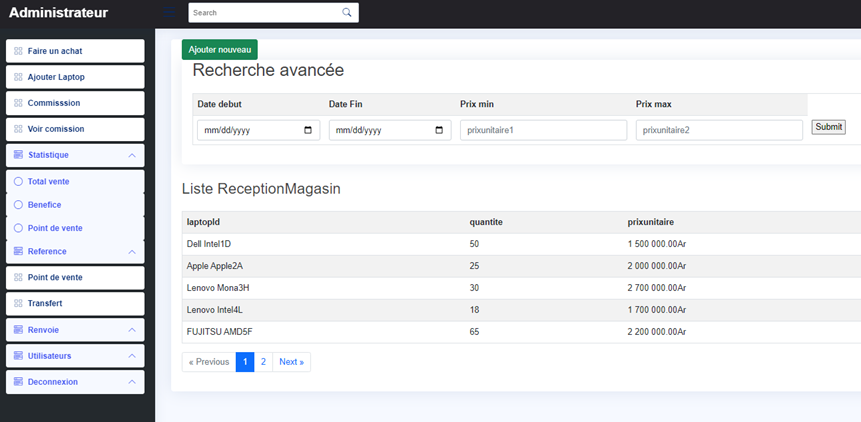 Administrateur
Search
Faire un achat
Ajouter Laptop
Commisssion
Voir comission
Statistique
Total vente
Benefice
Point de vente
Reference
Point de vente
Transfert
Renvoie
Utilisateurs
Deconnexion
Ajouter nouveau
Recherche avancée
Date debut Date Fin Prix min Prix max
mm/dd/yyyy mm/dd/yyyy prixunitaire1 prixunitaire2 Submit
Liste ReceptionMagasin
laptopId quantite prixunitaire
Dell Intel1D 50 1 500 000.00Ar
Apple Apple2A 25 2 000 000.00Ar
Lenovo Mona3H 30 2 700 000.00Ar
Lenovo Intel4L 18 1 700 000.00Ar
FUJITSU AMD5F 65 2 200 000.00Ar
« Previous 1 2 Next »